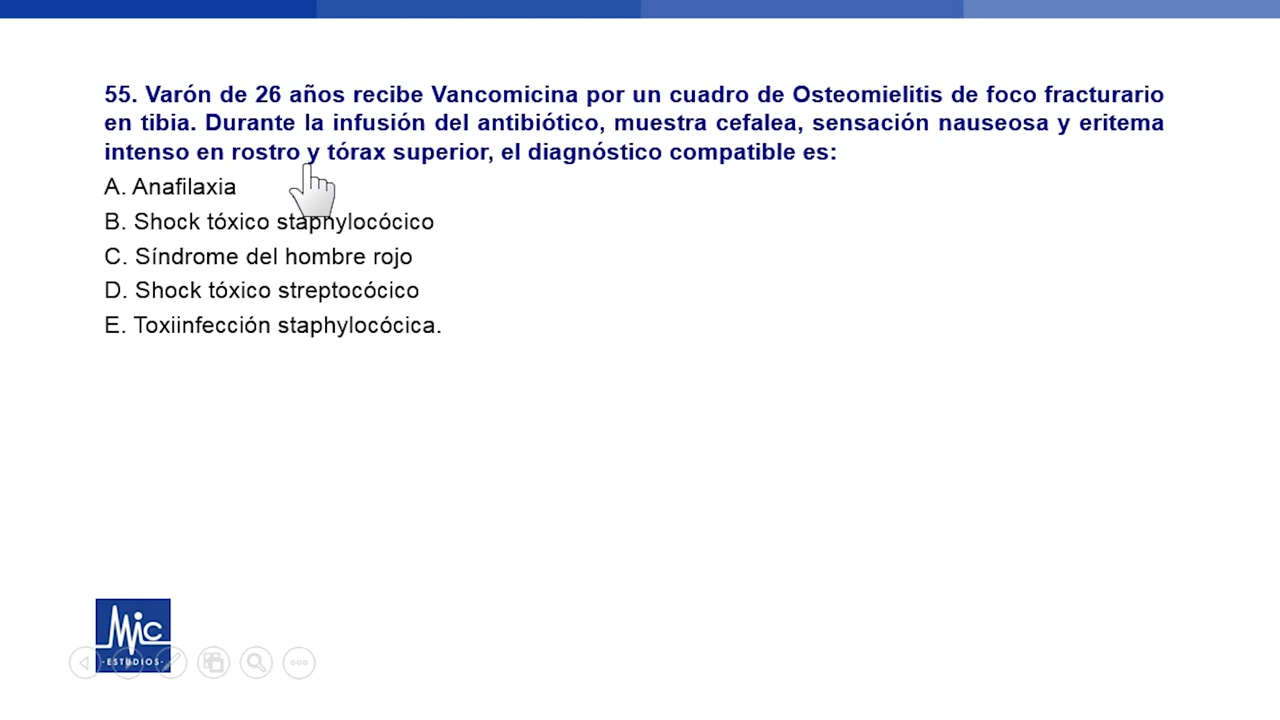 55. Varón de 26 años recibe Vancomicina por un cuadro de Osteomielitis de foco fracturario
en tibia. Durante la infusión del antibiótico, muestra cefalea, sensación nauseosa y eritema
intenso en rostro y tórax superior, el diagnóstico compatible es:
A. Anafilaxia
B. Shock tóxico staphylocócico
C. Síndrome del hombre rojo
D. Shock tóxico streptocócico
E. Toxiinfección staphylocócica.
Mic
-ESTUDIOS-